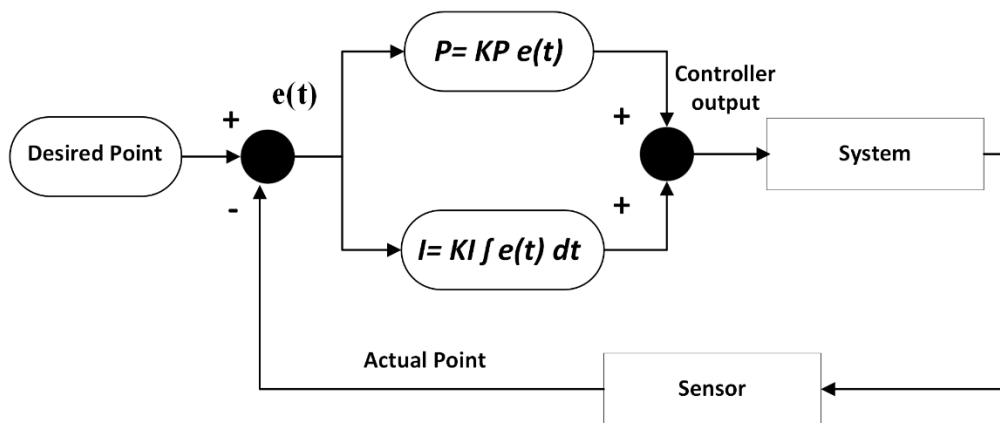 P= KP e(t)
e(t)
Controller
output
+
+
Desired Point
System
-
+
I= KI ∫ e(t) dt
Actual Point
Sensor